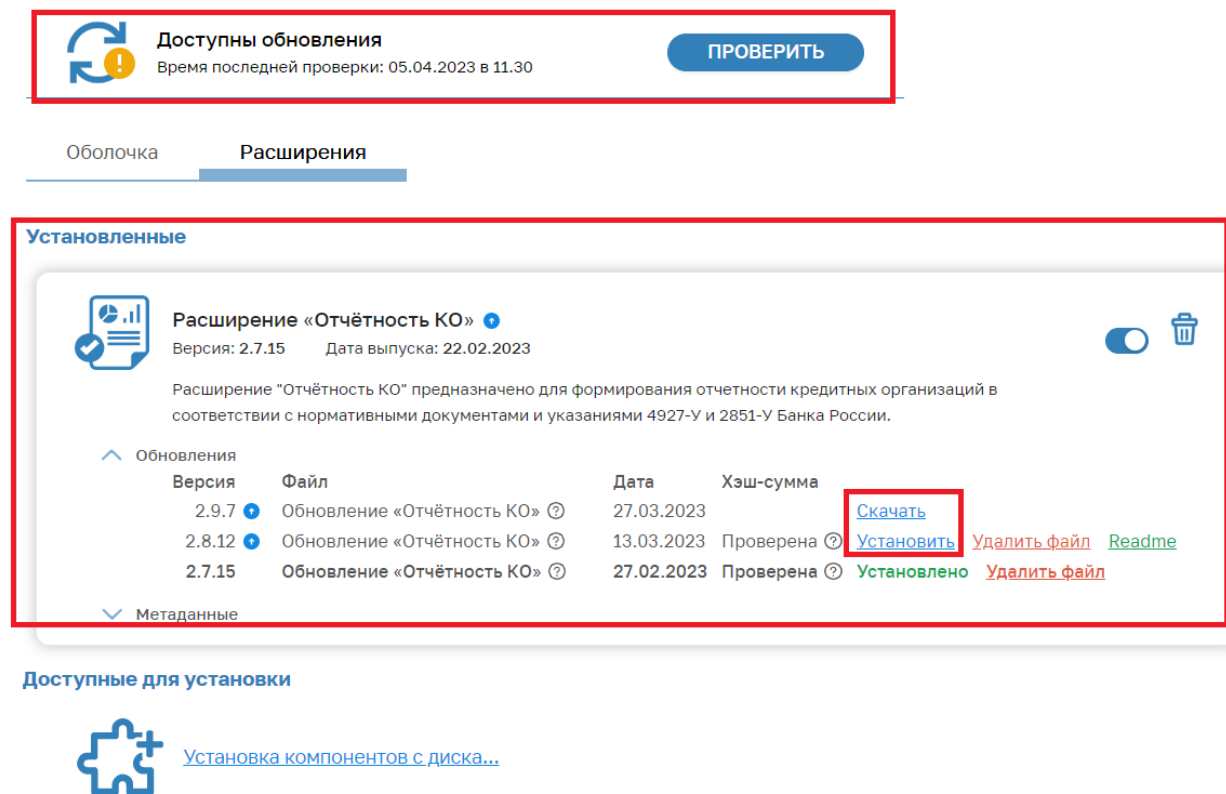 Доступны обновления
Время последней проверки: 05.04.2023 в 11.30
ПРОВЕРИТЬ
Оболочка Расширения
Установленные
Расширение «Отчётность КО»
Версия: 2.7.15 Дата выпуска: 22.02.2023
Расширение "Отчётность КО" предназначено для формирования отчетности кредитных организаций в
соответствии с нормативными документами и указаниями 4927-У и 2851-У Банка России.
Обновления
Версия Файл Дата Хэш-сумма
2.9.7 Обновление «Отчётность КО» 27.03.2023 Скачать
2.8.12 Обновление «Отчётность КО» 13.03.2023 Проверена Установить Удалить файл Readme
2.7.15 Обновление «Отчётность КО» 27.02.2023 Проверена Установлено Удалить файл
Метаданные
Доступные для установки
Установка компонентов с диска...